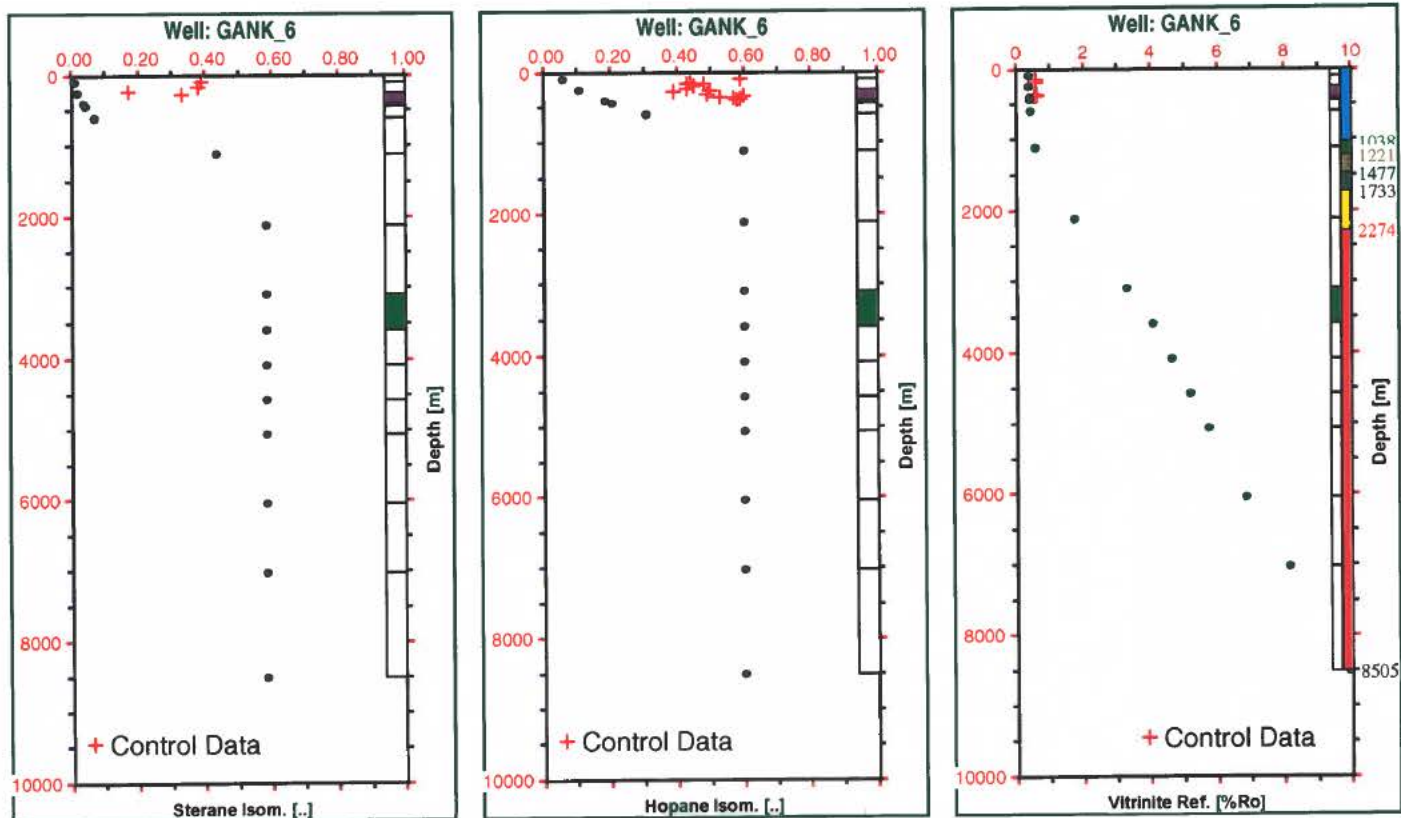 Well: GANK_6
0.00 0.20 0.40 0.60 0.80 1.00
0
2000
4000
6000
8000
10000
Depth [m]
+ Control Data
Sterane Isom. [..]
Well: GANK_6
0.00 0.20 0.40 0.60 0.80 1.00
0
2000
4000
6000
8000
10000
Depth [m]
+ Control Data
Hopane Isom. [..]
Well: GANK_6
0 2 4 6 8 10
0
2000
4000
6000
8000
10000
1038
1221
1477
1733
2274
8505
Depth [m]
+ Control Data
Vitrinite Ref. [%Ro]